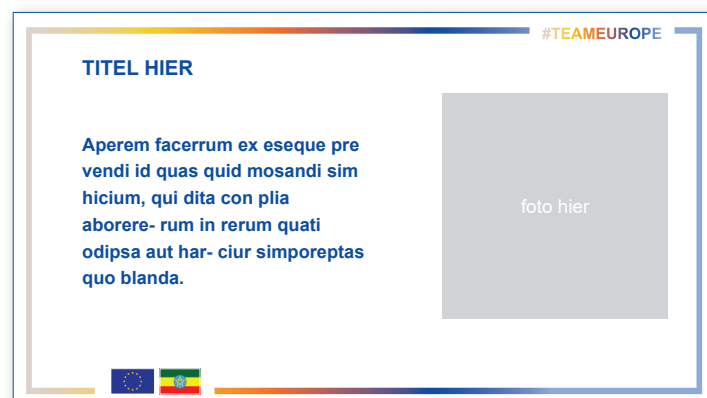 #TEAMEUROPE
TITEL HIER
Aperem facerrum ex eseque pre
vendi id quas quid mosandi sim
hicium, qui dita con plia
aborere- rum in rerum quati
odipsa aut har- ciur simporeptas
quo blanda.
foto hier